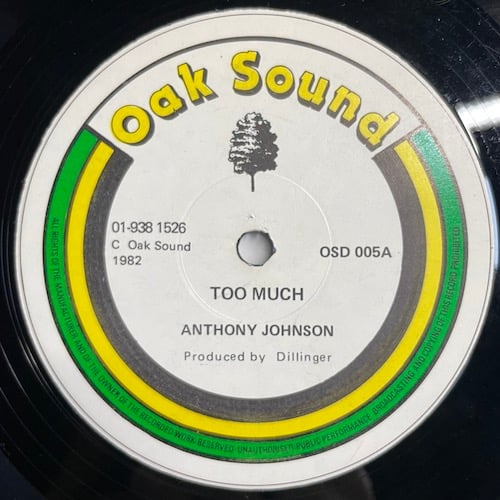 Oak Sound
01-938 1526
C Oak Sound
1982
OSD 005A
TOO MUCH
ANTHONY JOHNSON
Produced by Dillinger
ALL RIGHTS OF THE MANUFACTURER AND OF THE OWNER OF THE RECORDED WORK RESERVED · UNAUTHORISED PUBLIC PERFORMANCE BROADCASTING AND COPYING OF THIS RECORD PROHIBITED